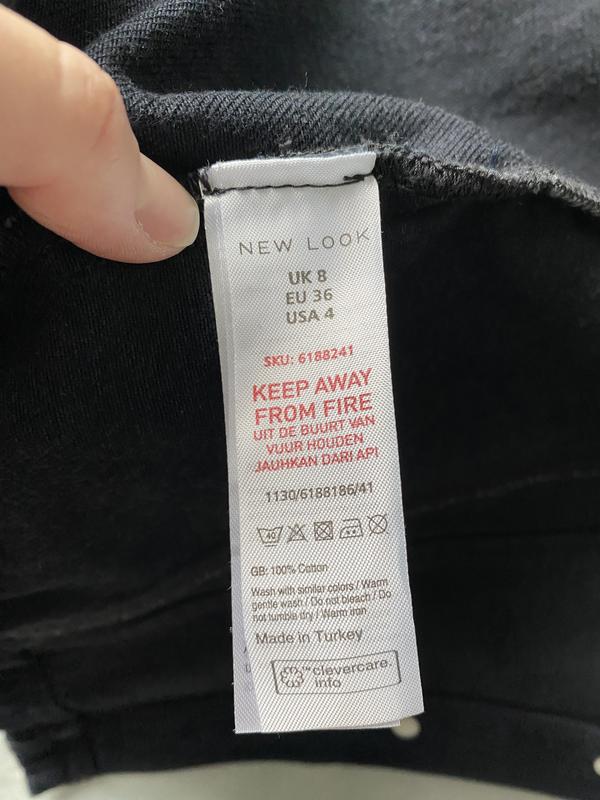 NEW LOOK
UK 8
EU 36
USA 4
SKU: 6188241
KEEP AWAY
FROM FIRE
UIT DE BUURT VAN
VUUR HOUDEN
JAUHKAN DARI API
1130/6188186/41
40
GB: 100% Cotton
Wash with similar colors / Warm
gentle wash / Do not bleach / Do
not tumble dry / Warm iron
Made in Turkey
™clevercare.
info